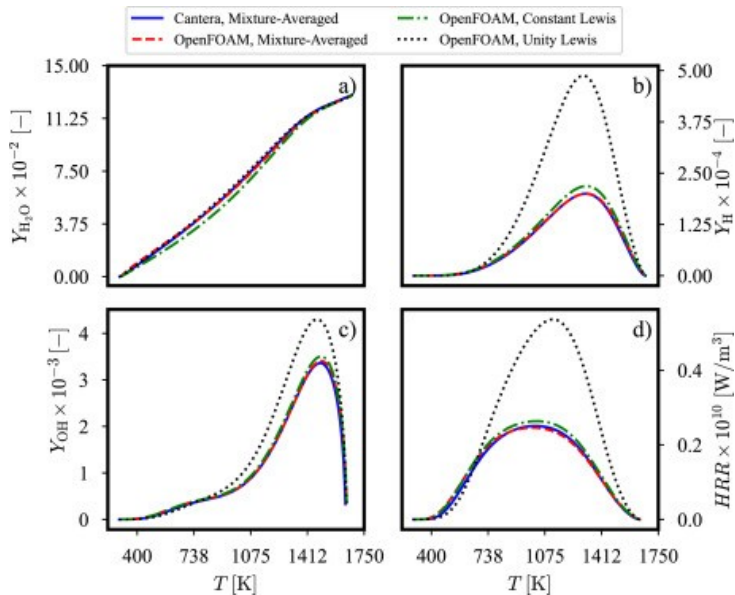 Cantera, Mixture-Averaged
OpenFOAM, Mixture-Averaged
OpenFOAM, Constant Lewis
OpenFOAM, Unity Lewis
a)
15.00
11.25
7.50
3.75
0.00
Y_H₂O × 10⁻² [−]
b)
5.00
3.75
2.50
1.25
0.00
Y_H × 10⁻⁴ [−]
c)
4
3
2
1
0
Y_OH × 10⁻³ [−]
400 738 1075 1412 1750
T [K]
d)
0.4
0.2
0.0
HRR × 10¹⁰ [W/m³]
400 738 1075 1412 1750
T [K]